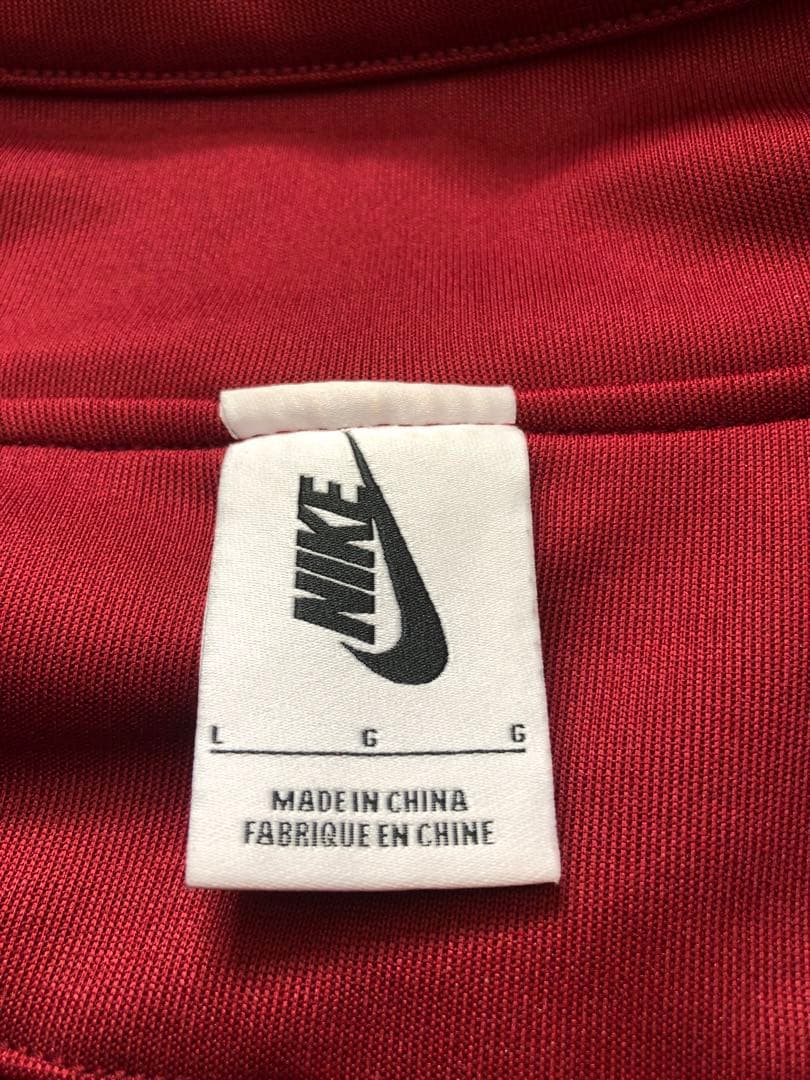 NIKE
L G G
MADE IN CHINA
FABRIQUE EN CHINE